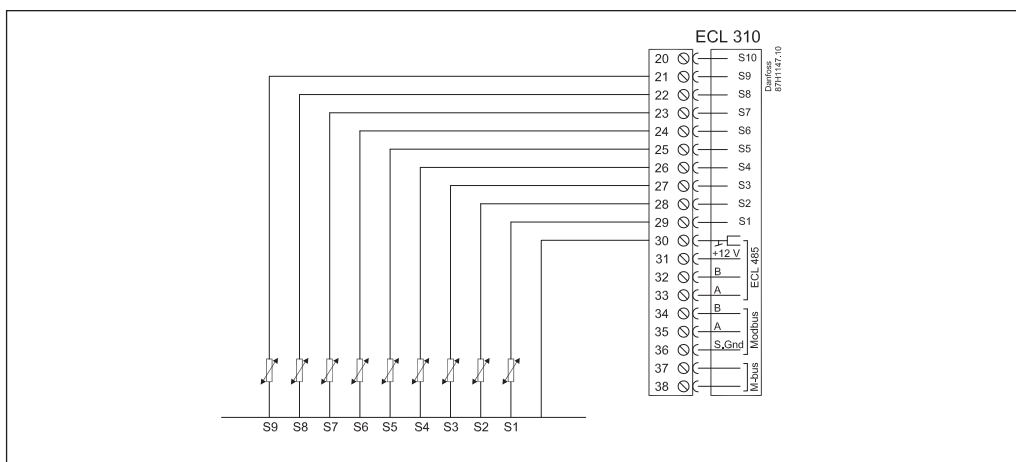 ECL 310
Danfoss
87H1147.10
20 S10
21 S9
22 S8
23 S7
24 S6
25 S5
26 S4
27 S3
28 S2
29 S1
30
+12 V
31
32 B
33 A
ECL 485
34 B
35 A
36 S.Gnd
Modbus
37
38
M-bus
S9 S8 S7 S6 S5 S4 S3 S2 S1